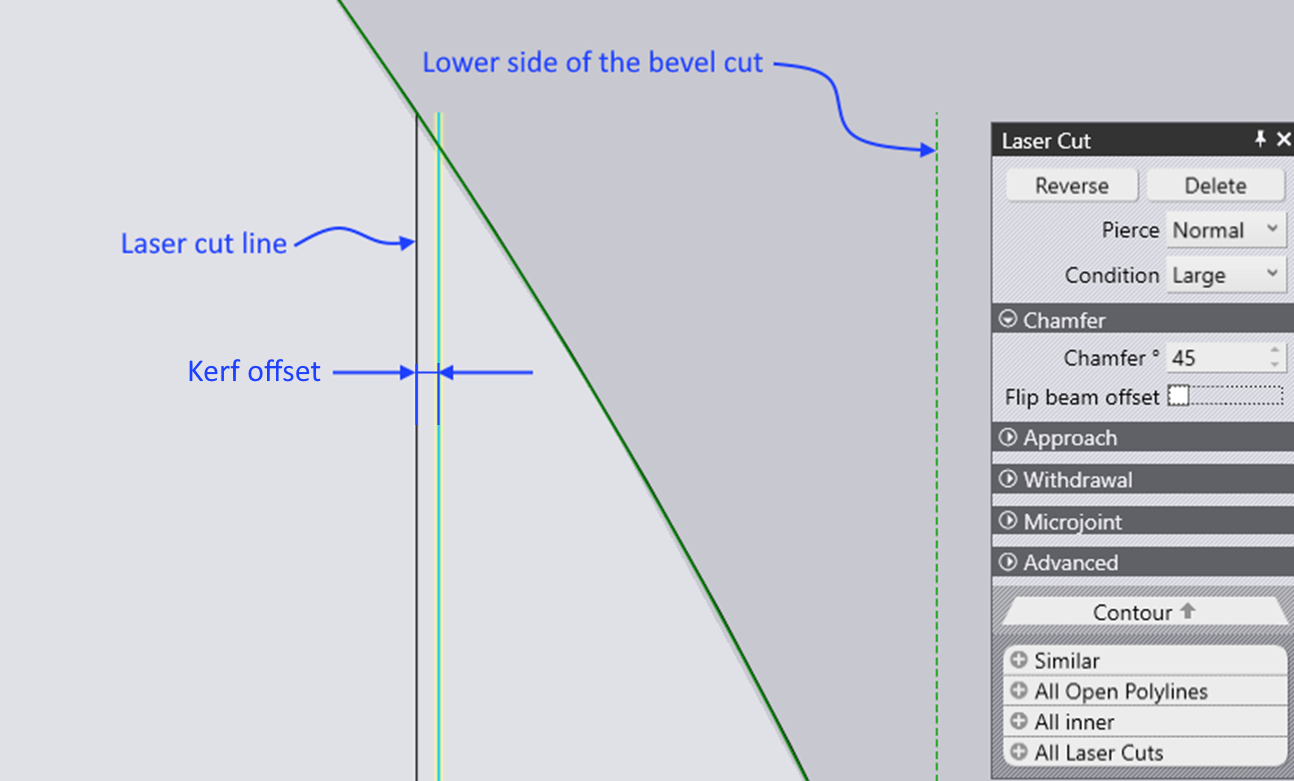 Lower side of the bevel cut
Laser cut line
Kerf offset
Laser Cut
Reverse Delete
Pierce Normal
Condition Large
Chamfer
Chamfer ° 45
Flip beam offset
Approach
Withdrawal
Microjoint
Advanced
Contour
Similar
All Open Polylines
All inner
All Laser Cuts